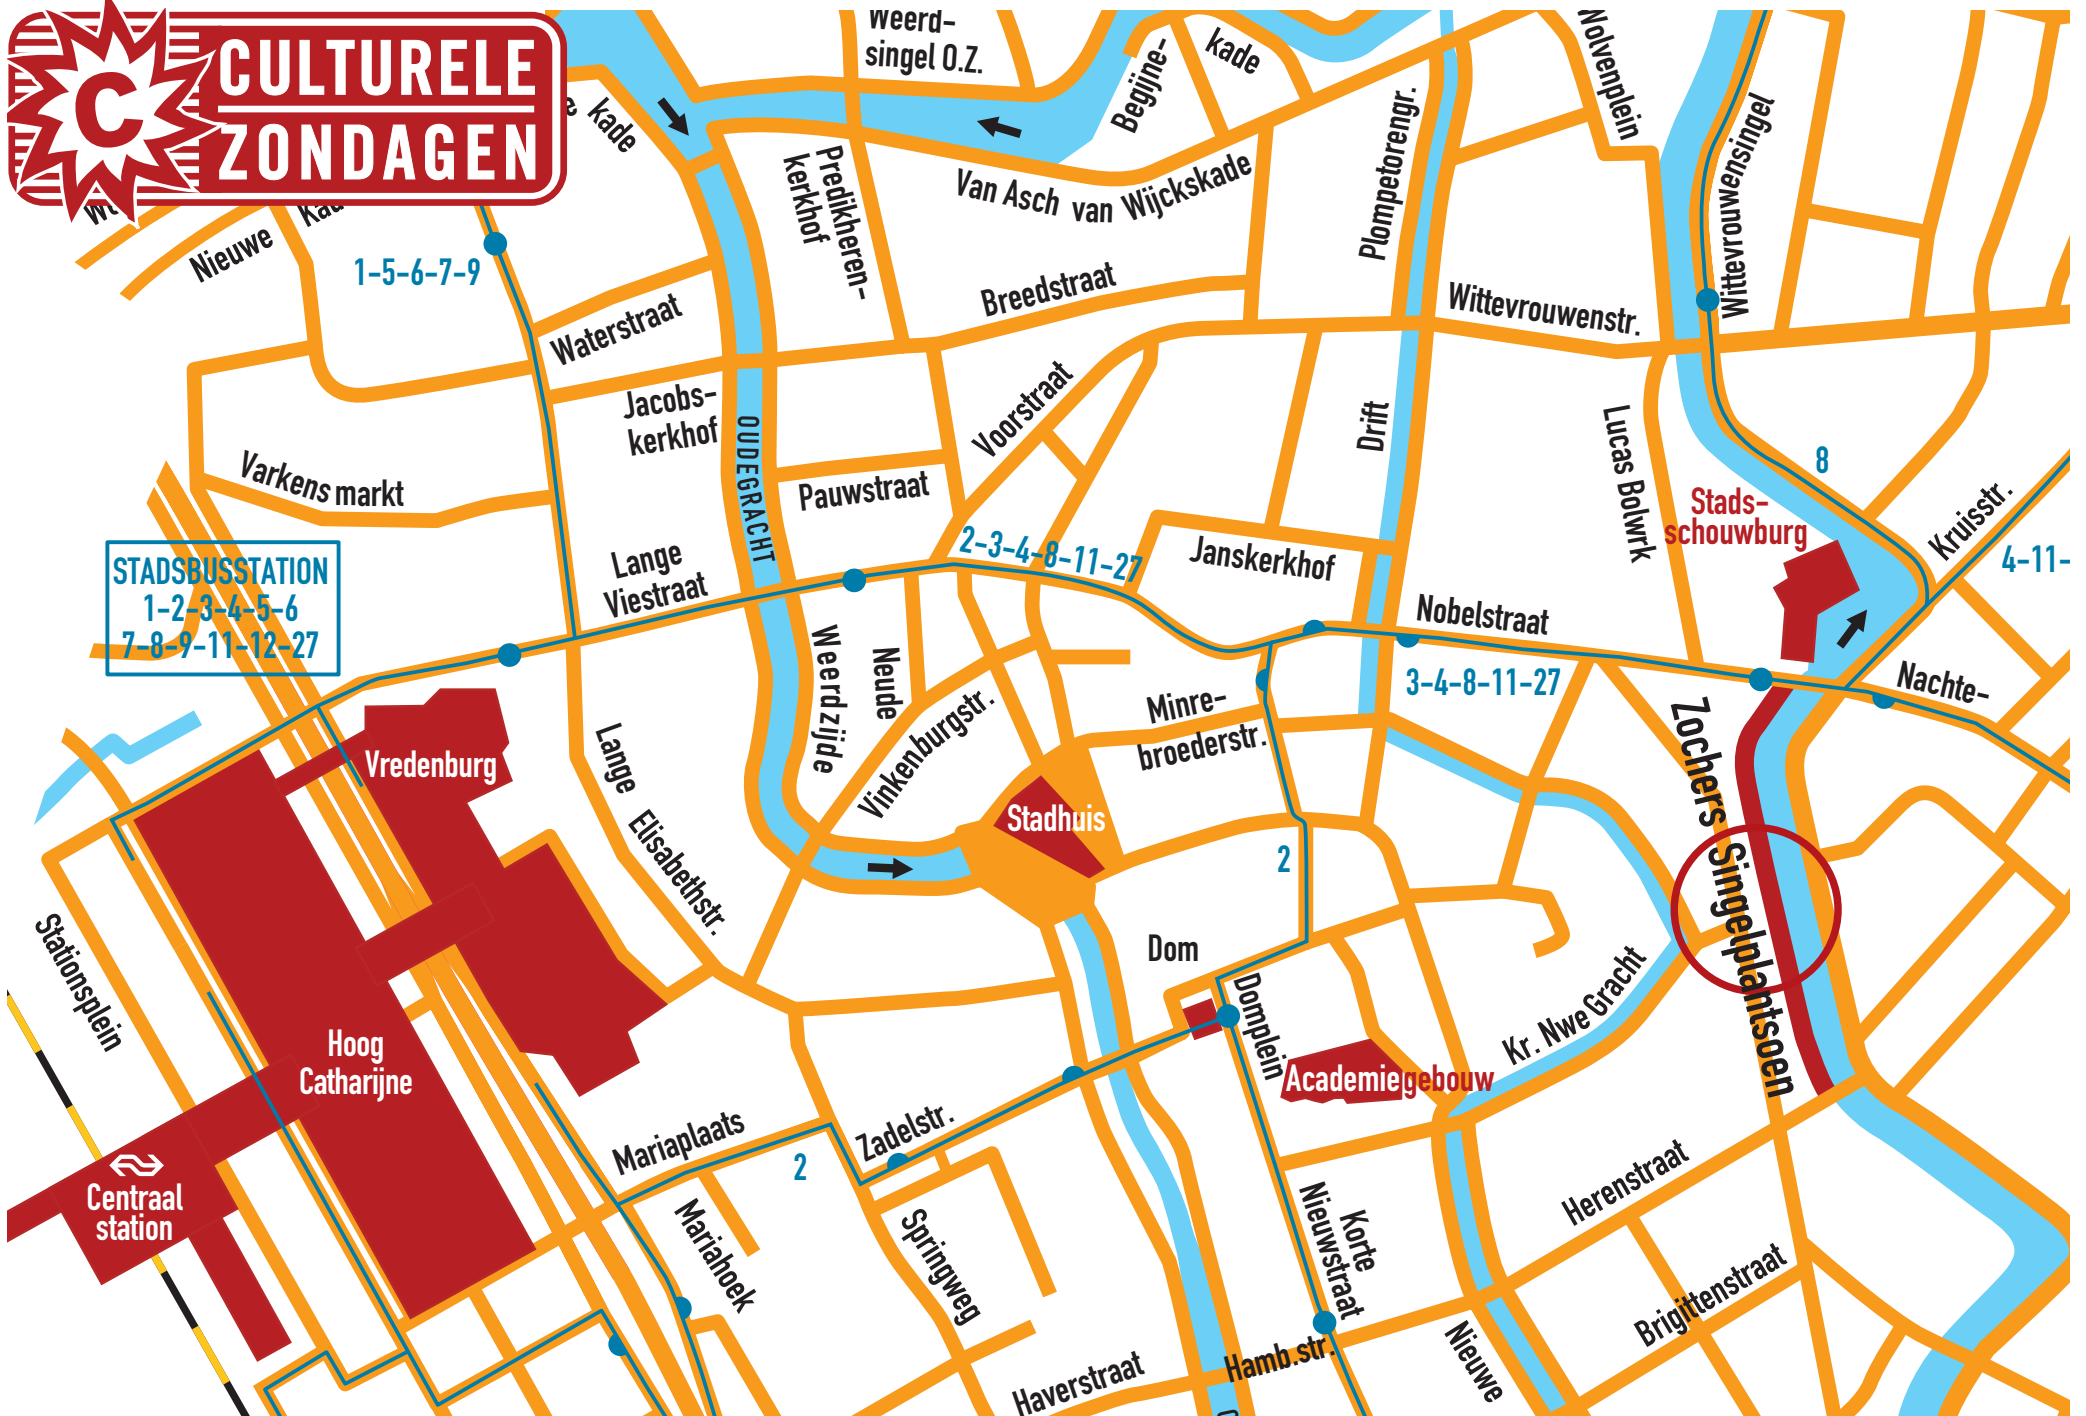 C
CULTURELE
ZONDAGEN
Weerd-
singel O.Z.
Begijne-
kade
Wolvenplein
kade
Predikheren-
kerkhof
Van Asch van Wijckskade
Plompetorengr.
Wittevrouwensingel
Nieuwe
1-5-6-7-9
Waterstraat
Breedstraat
Wittevrouwenstr.
Jacobs-
kerkhof
OUDEGRACHT
Voorstraat
Drift
Lucas Bolwrk
8
Varkens markt
Pauwstraat
Stads-
schouwburg
Kruisstr.
4-11-
STADSBUSSTATION
1-2-3-4-5-6
7-8-9-11-12-27
Lange
Viestraat
2-3-4-8-11-27
Janskerkhof
Nobelstraat
3-4-8-11-27
Nachte-
Weerdzijde
Neude
Vinkenburgstr.
Minre-
broederstr.
Zochers Singelplantsoen
Vredenburg
Lange Elisabethstr.
Stadhuis
2
Stationsplein
Dom
Domplein
Kr. Nwe Gracht
Hoog
Catharijne
Academiegebouw
Mariaplaats
2
Zadelstr.
Centraal
station
Mariahoek
Springweg
Korte
Nieuwstraat
Herenstraat
Brigittenstraat
Haverstraat
Hamb.str.
Nieuwe